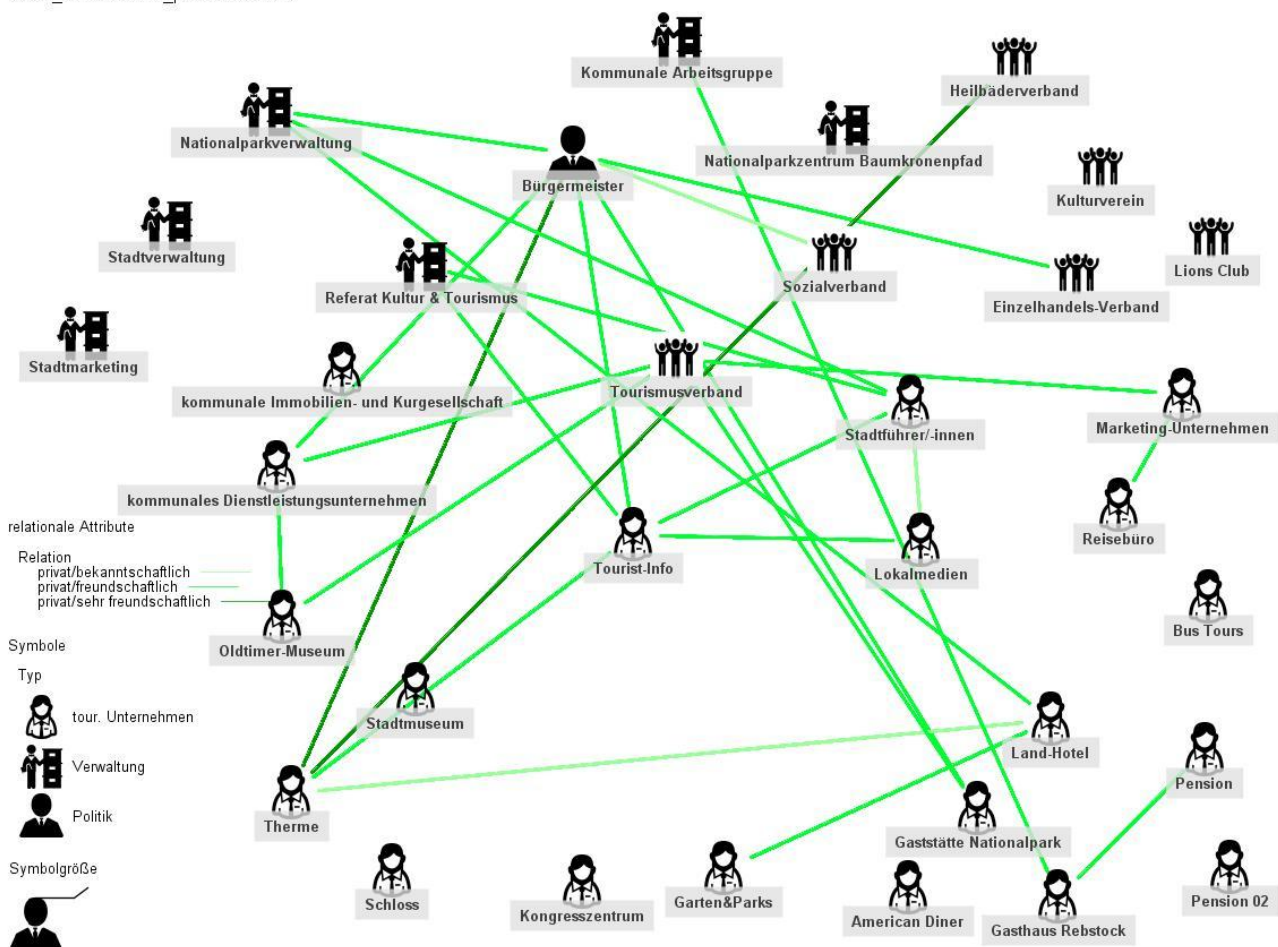 Kommunale Arbeitsgruppe
Heilbäderverband
Nationalparkverwaltung
Nationalparkzentrum Baumkronenpfad
Bürgermeister
Kulturverein
Stadtverwaltung
Lions Club
Referat Kultur & Tourismus
Sozialverband
Einzelhandels-Verband
Stadtmarketing
Tourismusverband
kommunale Immobilien- und Kurgesellschaft
Stadtführer/-innen
Marketing-Unternehmen
kommunales Dienstleistungsunternehmen
relationale Attribute
Reisebüro
Relation
Tourist-Info
Lokalmedien
privat/bekanntschaftlich
privat/freundschaftlich
privat/sehr freundschaftlich
Bus Tours
Symbole
Oldtimer-Museum
Typ
tour. Unternehmen
Stadtmuseum
Land-Hotel
Verwaltung
Pension
Politik
Therme
Gaststätte Nationalpark
Symbolgröße
Schloss
Kongresszentrum
Garten&Parks
American Diner
Gasthaus Rebstock
Pension 02